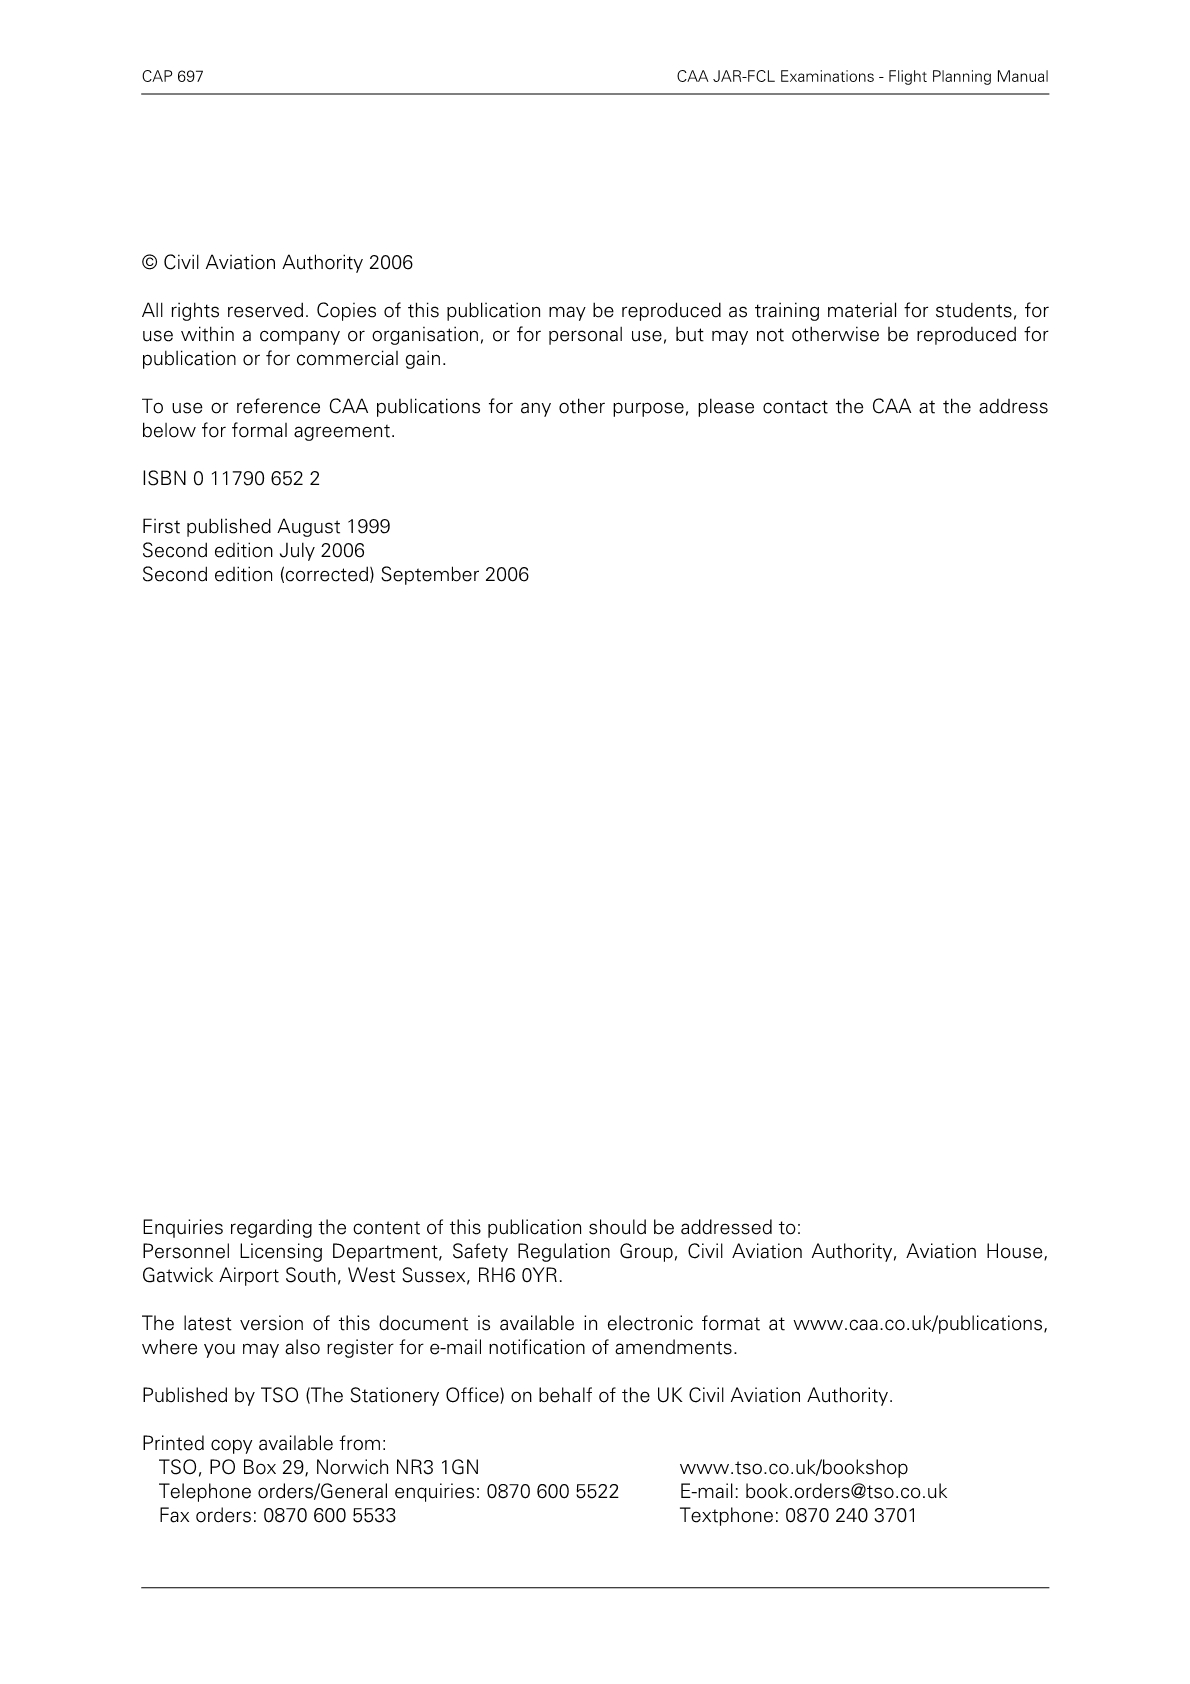 CAP 697
CAA JAR-FCL Examinations - Flight Planning Manual
© Civil Aviation Authority 2006
All rights reserved. Copies of this publication may be reproduced as training material for students, for
use within a company or organisation, or for personal use, but may not otherwise be reproduced for
publication or for commercial gain.
To use or reference CAA publications for any other purpose, please contact the CAA at the address
below for formal agreement.
ISBN 0 11790 652 2
First published August 1999
Second edition July 2006
Second edition (corrected) September 2006
Enquiries regarding the content of this publication should be addressed to:
Personnel Licensing Department, Safety Regulation Group, Civil Aviation Authority, Aviation House,
Gatwick Airport South, West Sussex, RH6 0YR.
The latest version of this document is available in electronic format at www.caa.co.uk/publications,
where you may also register for e-mail notification of amendments.
Published by TSO (The Stationery Office) on behalf of the UK Civil Aviation Authority.
Printed copy available from:
TSO, PO Box 29, Norwich NR3 1GN
www.tso.co.uk/bookshop
Telephone orders/General enquiries: 0870 600 5522
E-mail: book.orders@tso.co.uk
Fax orders: 0870 600 5533
Textphone: 0870 240 3701